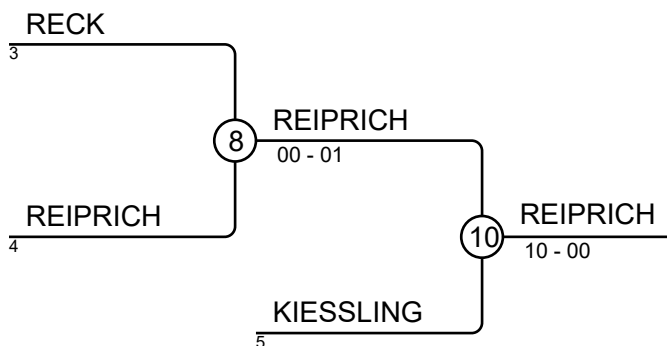 RECK
3
8
REIPRICH
00 - 01
REIPRICH
4
10
REIPRICH
10 - 00
KIESSLING
5